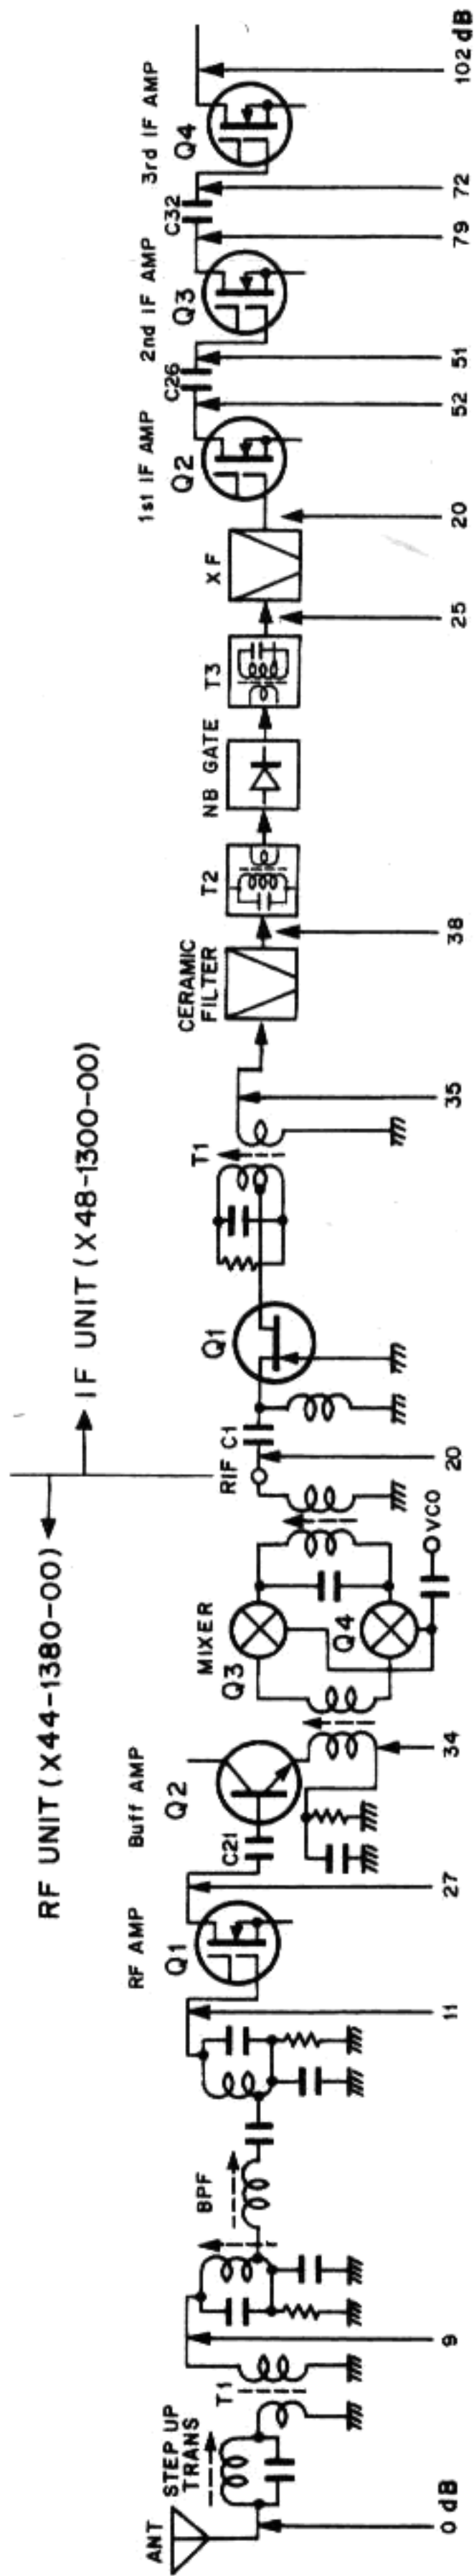 RF UNIT (X44-1380-00)
IF UNIT (X48-1300-00)
ANT
STEP UP
TRANS
T1
BPF
RF AMP
Q1
C21
Buff AMP
Q2
MIXER
Q3
Q4
VCO
RIF
C1
Q1
T1
CERAMIC
FILTER
T2
NB GATE
T3
XF
1st IF AMP
Q2
C26
2nd IF AMP
Q3
C32
3rd IF AMP
Q4
0 dB
9
11
27
34
20
35
38
25
20
52
51
79
72
102 dB